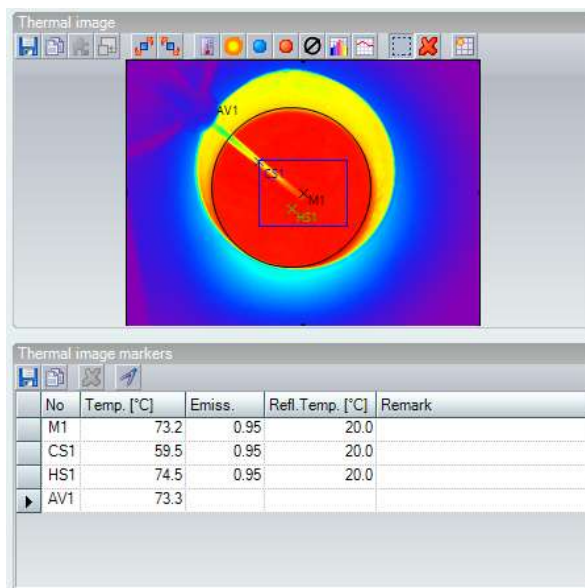 Thermal image
AV1
CS1
M1
HS1
Thermal image markers
No Temp. [°C] Emiss. Refl.Temp. [°C] Remark
M1 73.2 0.95 20.0
CS1 59.5 0.95 20.0
HS1 74.5 0.95 20.0
AV1 73.3